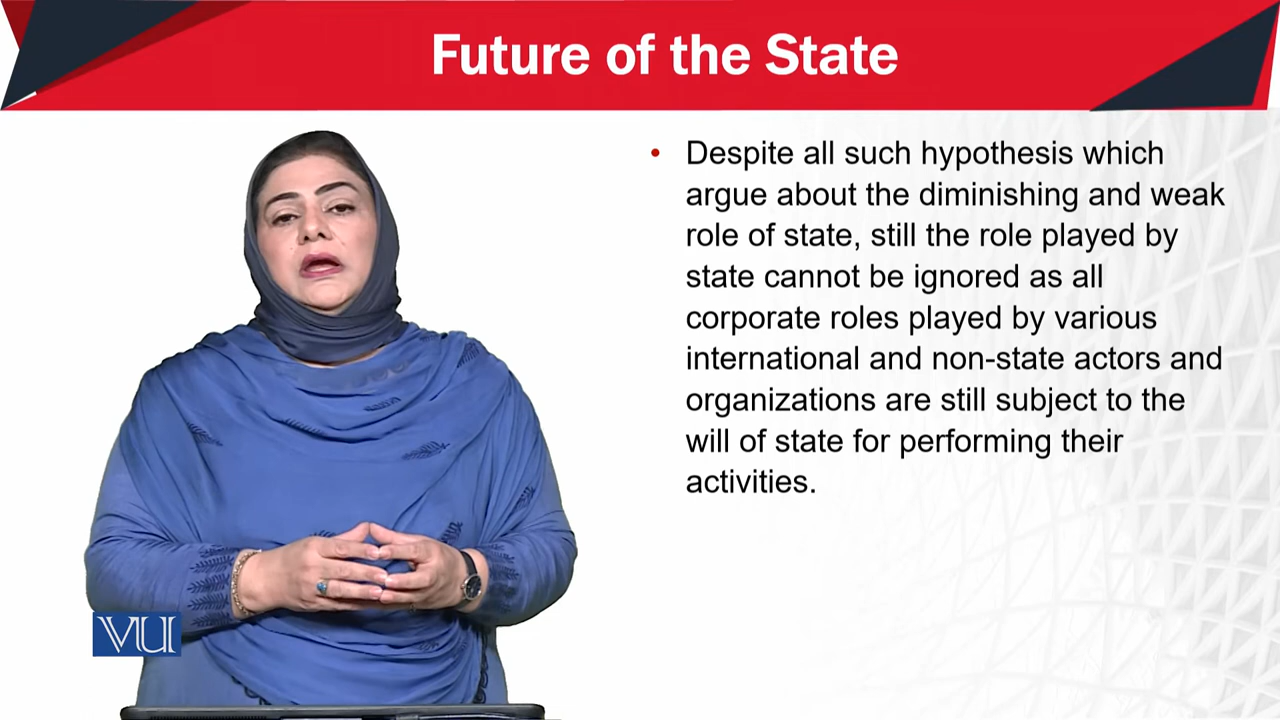 Future of the State
• Despite all such hypothesis which
argue about the diminishing and weak
role of state, still the role played by
state cannot be ignored as all
corporate roles played by various
international and non-state actors and
organizations are still subject to the
will of state for performing their
activities.
VU